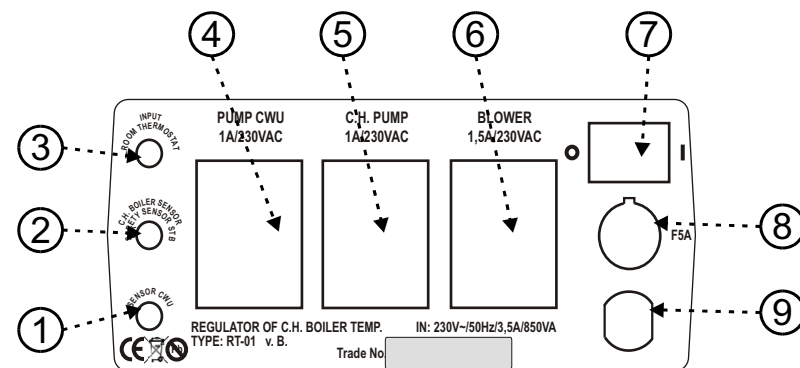 4 5 6 7
PUMP CWU C.H. PUMP BLOWER
1A/230VAC 1A/230VAC 1,5A/230VAC
INPUT
ROOM THERMOSTAT
3
O I
C.H. BOILER SENSOR
SAFETY SENSOR STB
2
8
F5A
SENSOR CWU
1
9
REGULATOR OF C.H. BOILER TEMP. IN: 230V~/50Hz/3,5A/850VA
TYPE: RT-01 v. B.
CE Pb
Trade No.